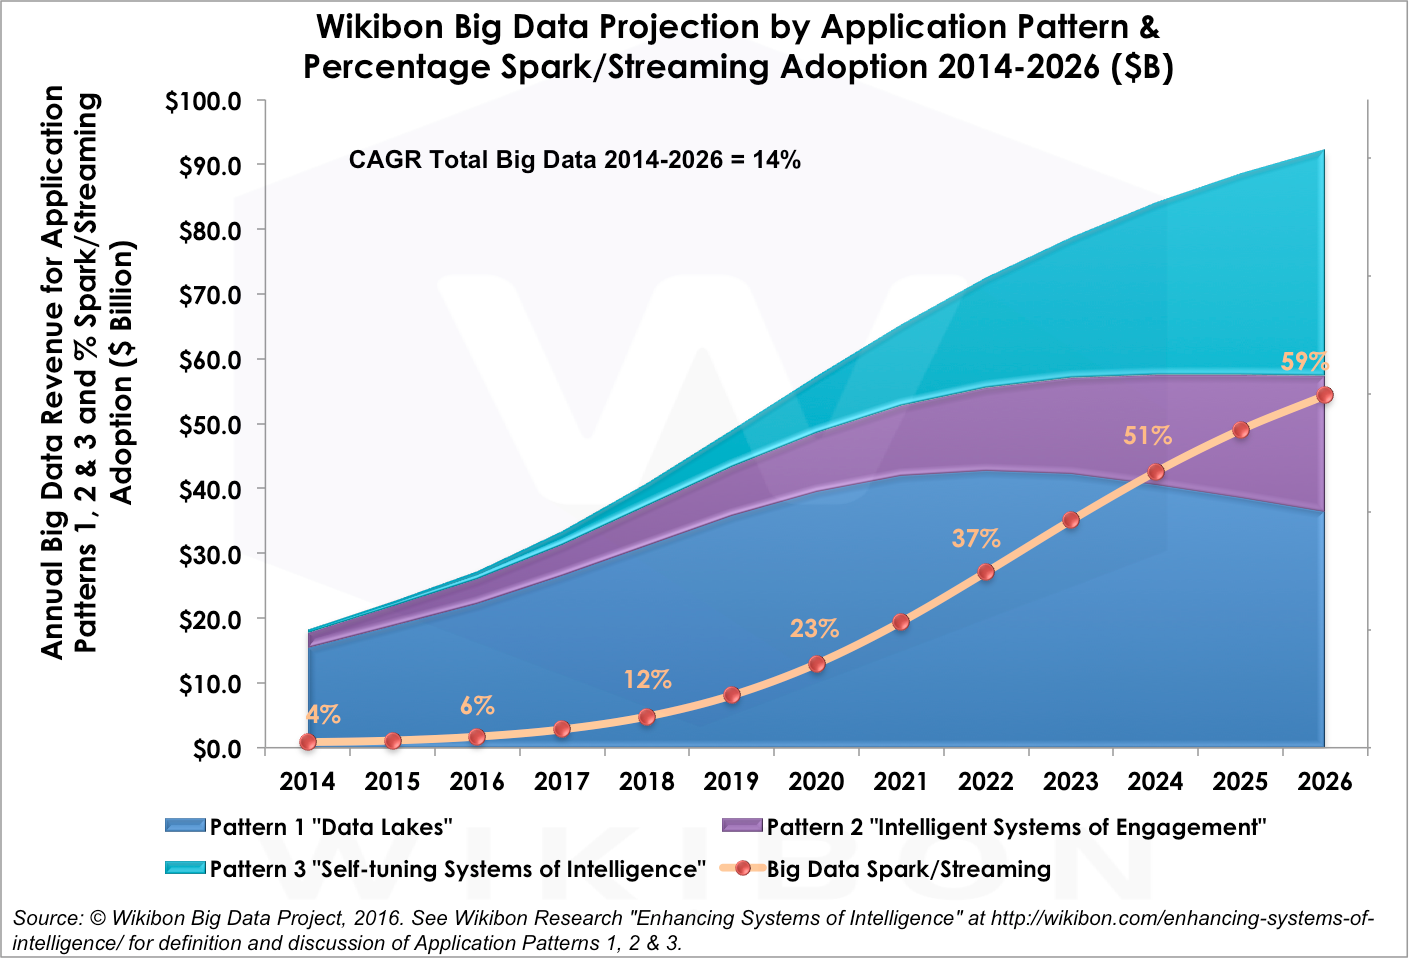 Wikibon Big Data Projection by Application Pattern &
Percentage Spark/Streaming Adoption 2014-2026 ($B)
Annual Big Data Revenue for Application
Patterns 1, 2 & 3 and % Spark/Streaming
Adoption ($ Billion)
$100.0
$90.0
$80.0
$70.0
$60.0
$50.0
$40.0
$30.0
$20.0
$10.0
$0.0
CAGR Total Big Data 2014-2026 = 14%
4%
6%
12%
23%
37%
51%
59%
2014 2015 2016 2017 2018 2019 2020 2021 2022 2023 2024 2025 2026
Pattern 1 "Data Lakes" Pattern 2 "Intelligent Systems of Engagement"
Pattern 3 "Self-tuning Systems of Intelligence" Big Data Spark/Streaming
WIKIBON
Source: © Wikibon Big Data Project, 2016. See Wikibon Research "Enhancing Systems of Intelligence" at http://wikibon.com/enhancing-systems-of-
intelligence/ for definition and discussion of Application Patterns 1, 2 & 3.